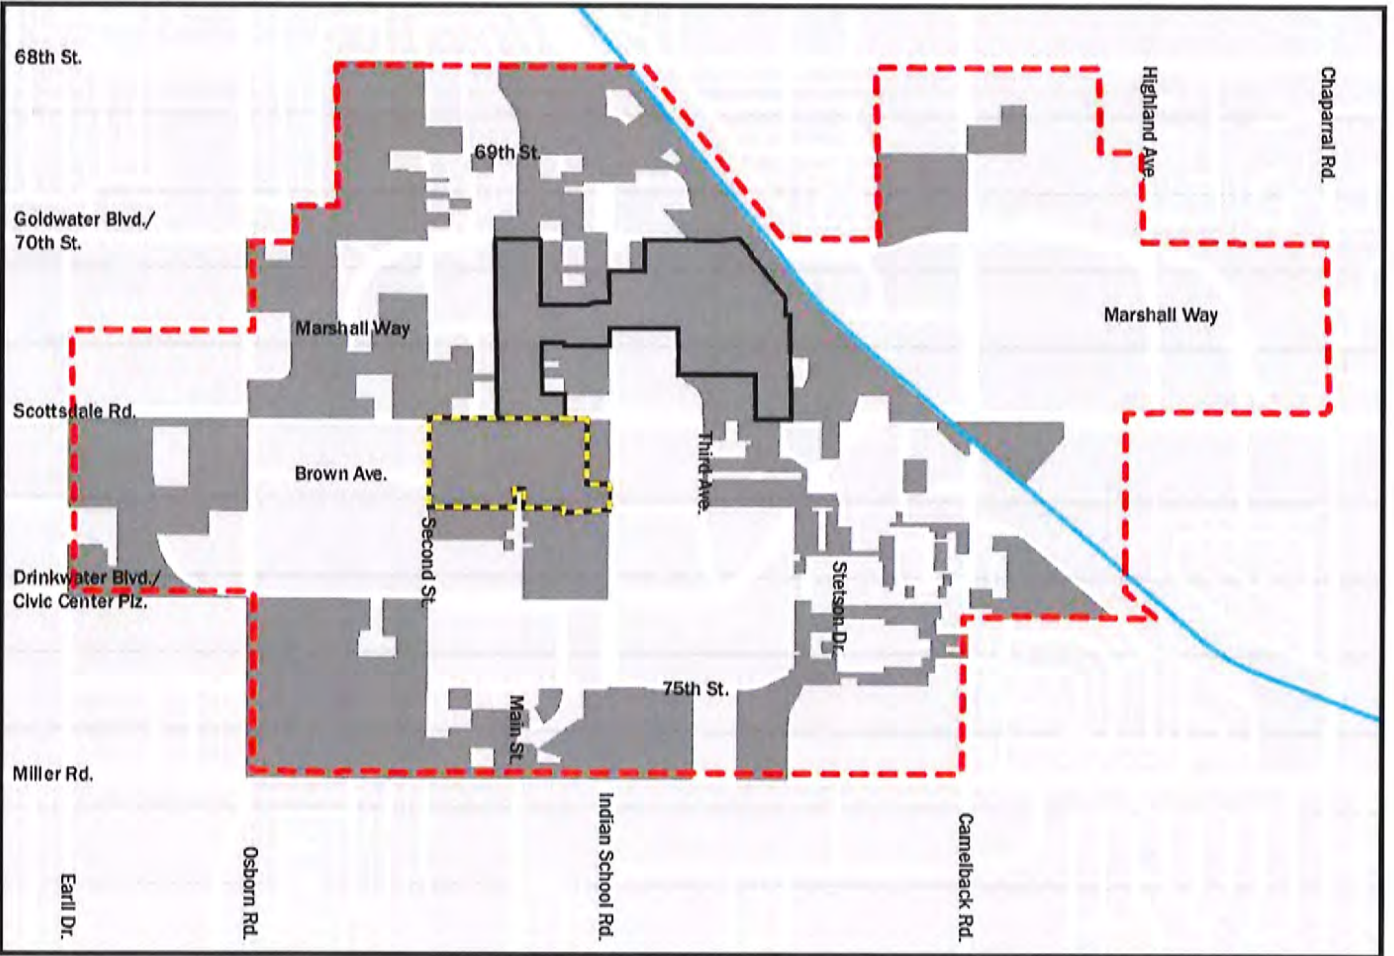 68th St.
Highland Ave
Chaparral Rd.
69th St.
Goldwater Blvd./
70th St.
Marshall Way
Marshall Way
Scottsdale Rd.
Third Ave.
Brown Ave.
Second St.
Drinkwater Blvd./
Civic Center Plz.
Stetson Dr.
75th St.
Main St.
Miller Rd.
Indian School Rd.
Camelback Rd.
Osborn Rd.
Earll Dr.